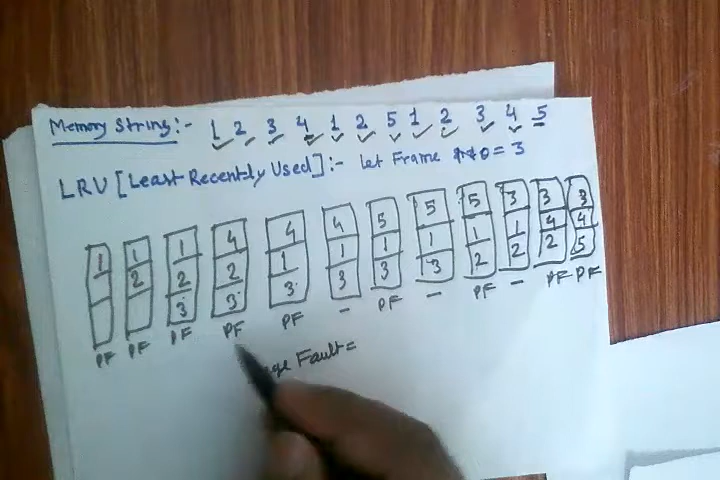 Memory String:- 1 2 3 4 1 2 5 1 2 3 4 5
LRU [Least Recently Used]:- let Frame No = 3
1 1 1 4 4 4 5 5 5 3 3 3
2 2 2 1 1 1 1 1 1 4 4
3 3 3 3 3 3 2 2 2 5
PF PF PF PF PF - PF - PF - PF PF
Fault =